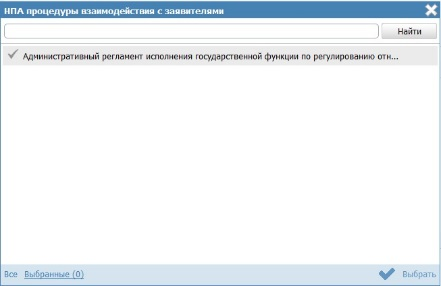 НПА процедуры взаимодействия с заявителями
Найти
Административный регламент исполнения государственной функции по регулированию отн...
Все Выбранные (0) Выбрать